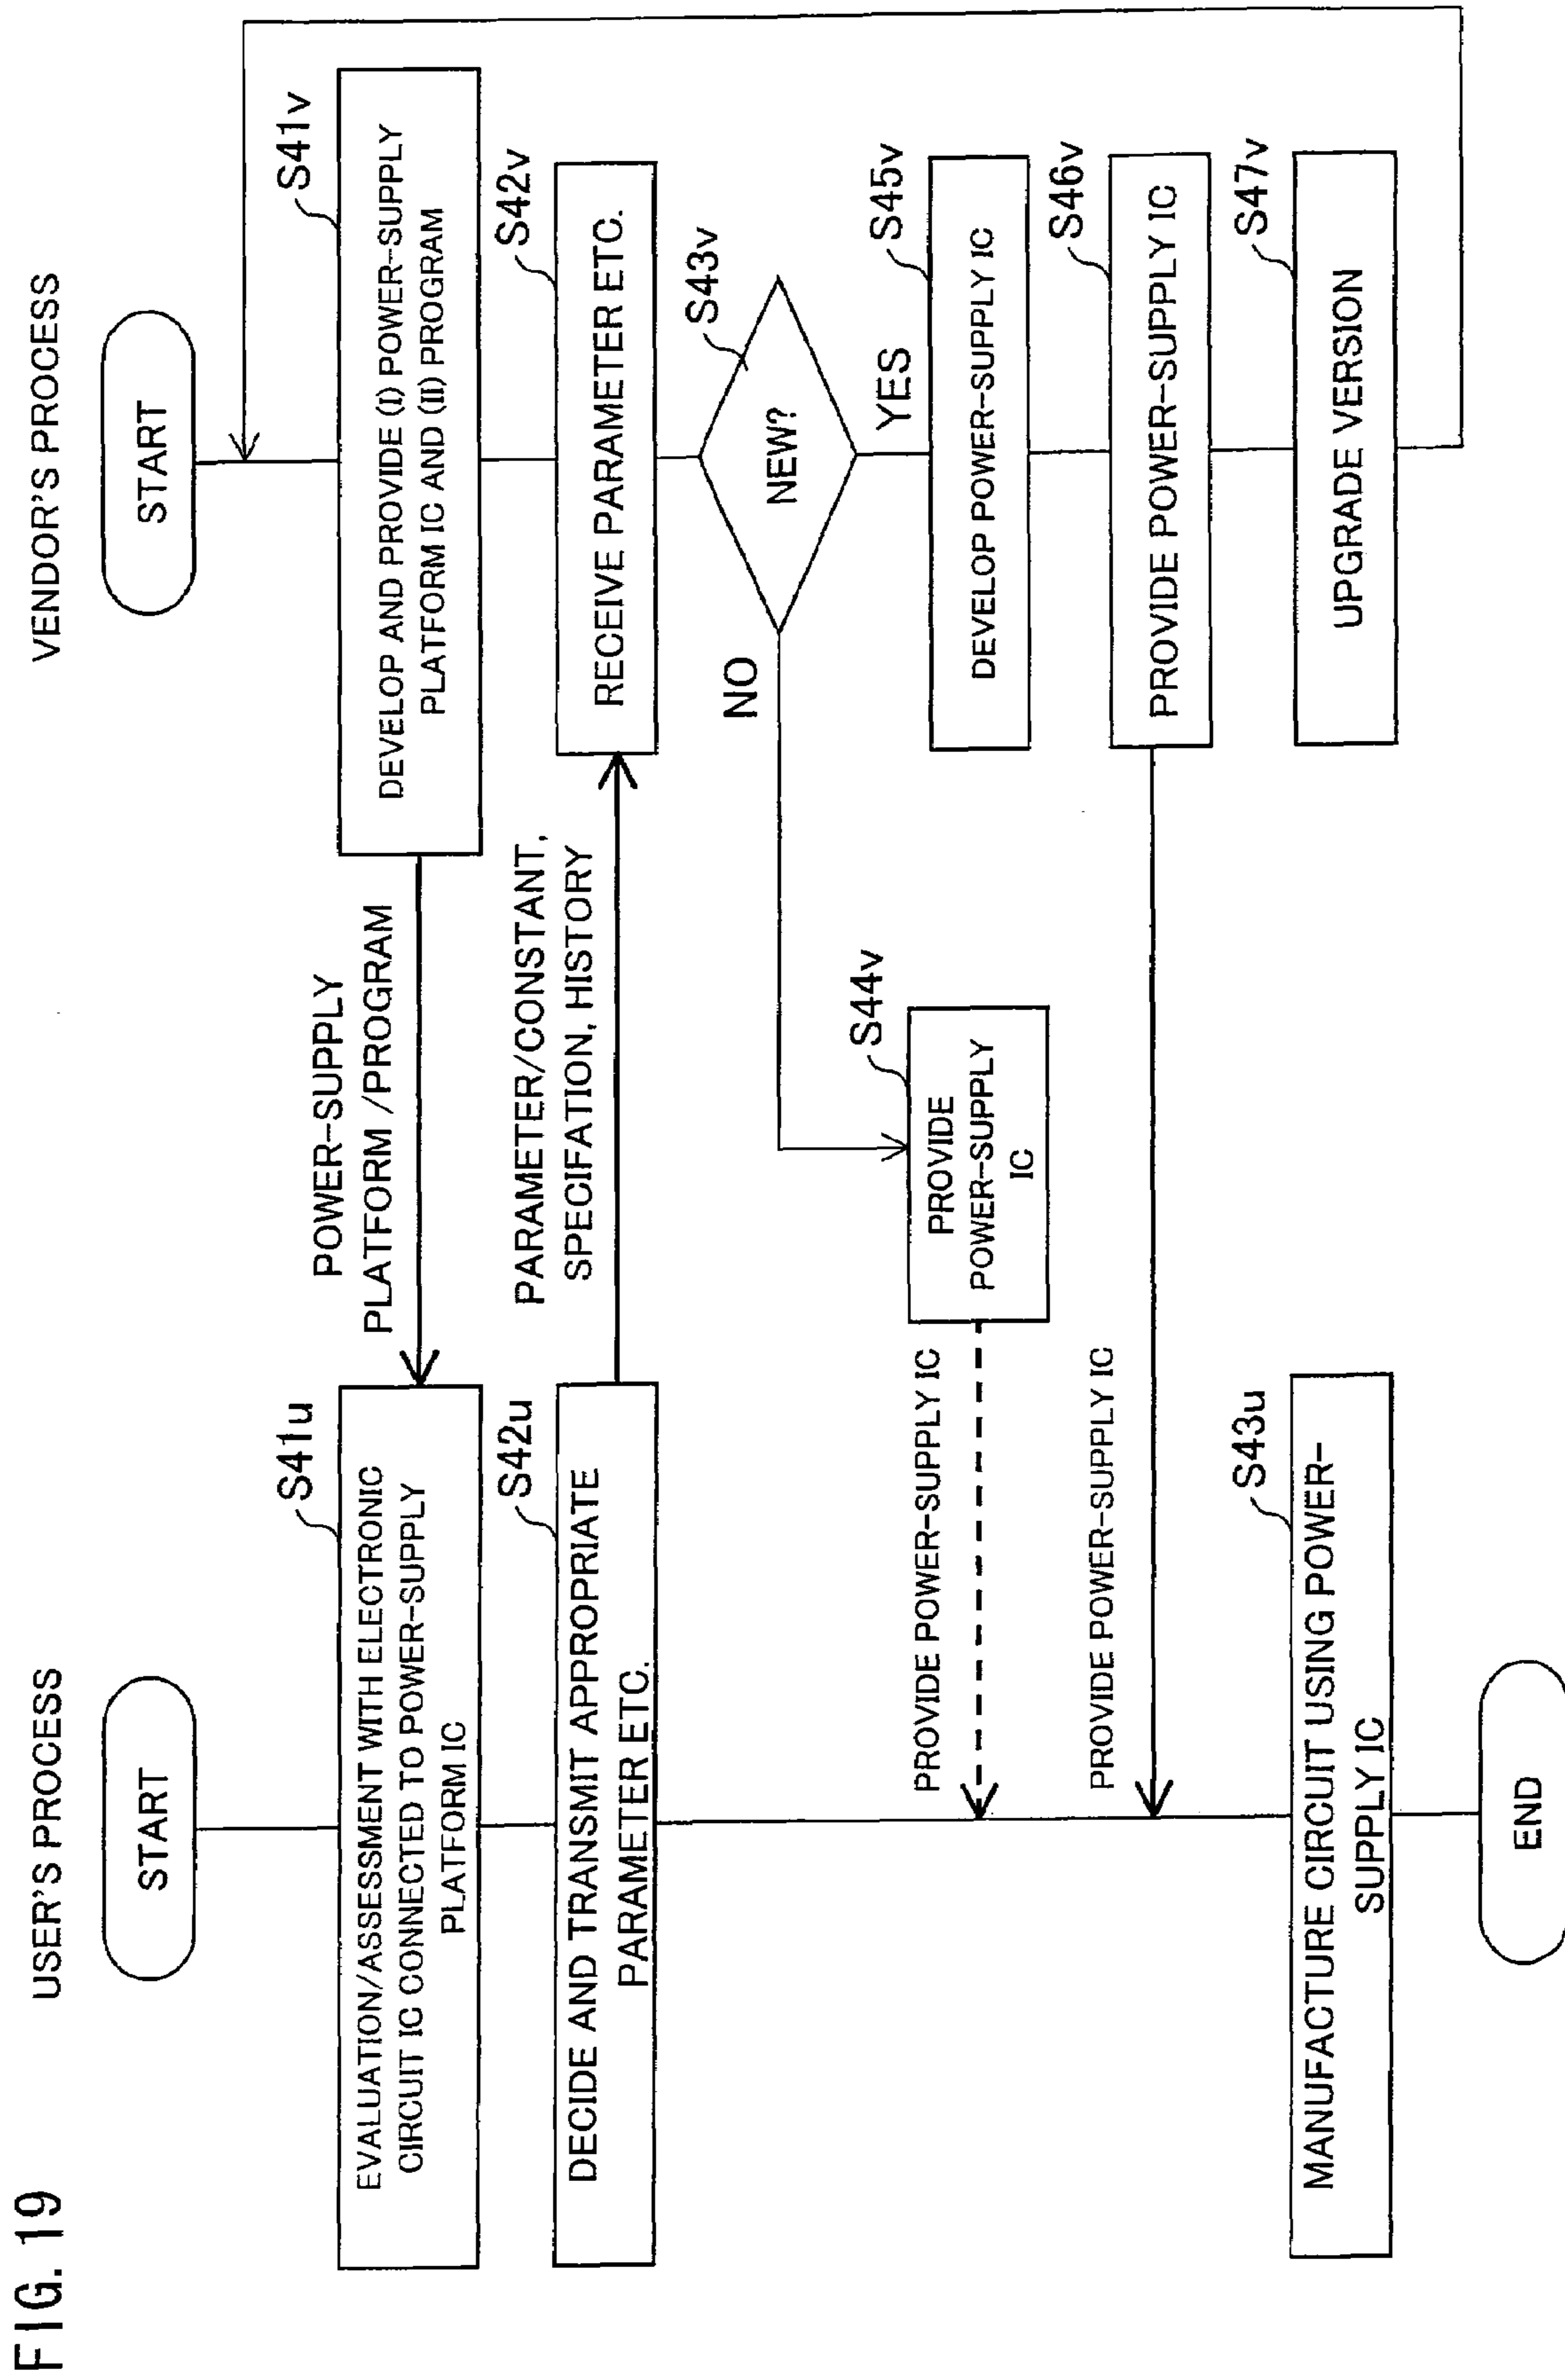 FIG. 19
USER'S PROCESS
VENDOR'S PROCESS
START
START
S41u
EVALUATION/ASSESSMENT WITH ELECTRONIC
CIRCUIT IC CONNECTED TO POWER-SUPPLY
PLATFORM IC
POWER-SUPPLY
PLATFORM /PROGRAM
S41v
DEVELOP AND PROVIDE (I) POWER-SUPPLY
PLATFORM IC AND (II) PROGRAM
S42u
DECIDE AND TRANSMIT APPROPRIATE
PARAMETER ETC.
PARAMETER/CONSTANT,
SPECIFATION, HISTORY
S42v
RECEIVE PARAMETER ETC.
S43v
NEW?
NO
YES
S44v
PROVIDE
POWER-SUPPLY
IC
PROVIDE POWER-SUPPLY IC
S45v
DEVELOP POWER-SUPPLY IC
PROVIDE POWER-SUPPLY IC
S46v
PROVIDE POWER-SUPPLY IC
S43u
MANUFACTURE CIRCUIT USING POWER-
SUPPLY IC
S47v
UPGRADE VERSION
END